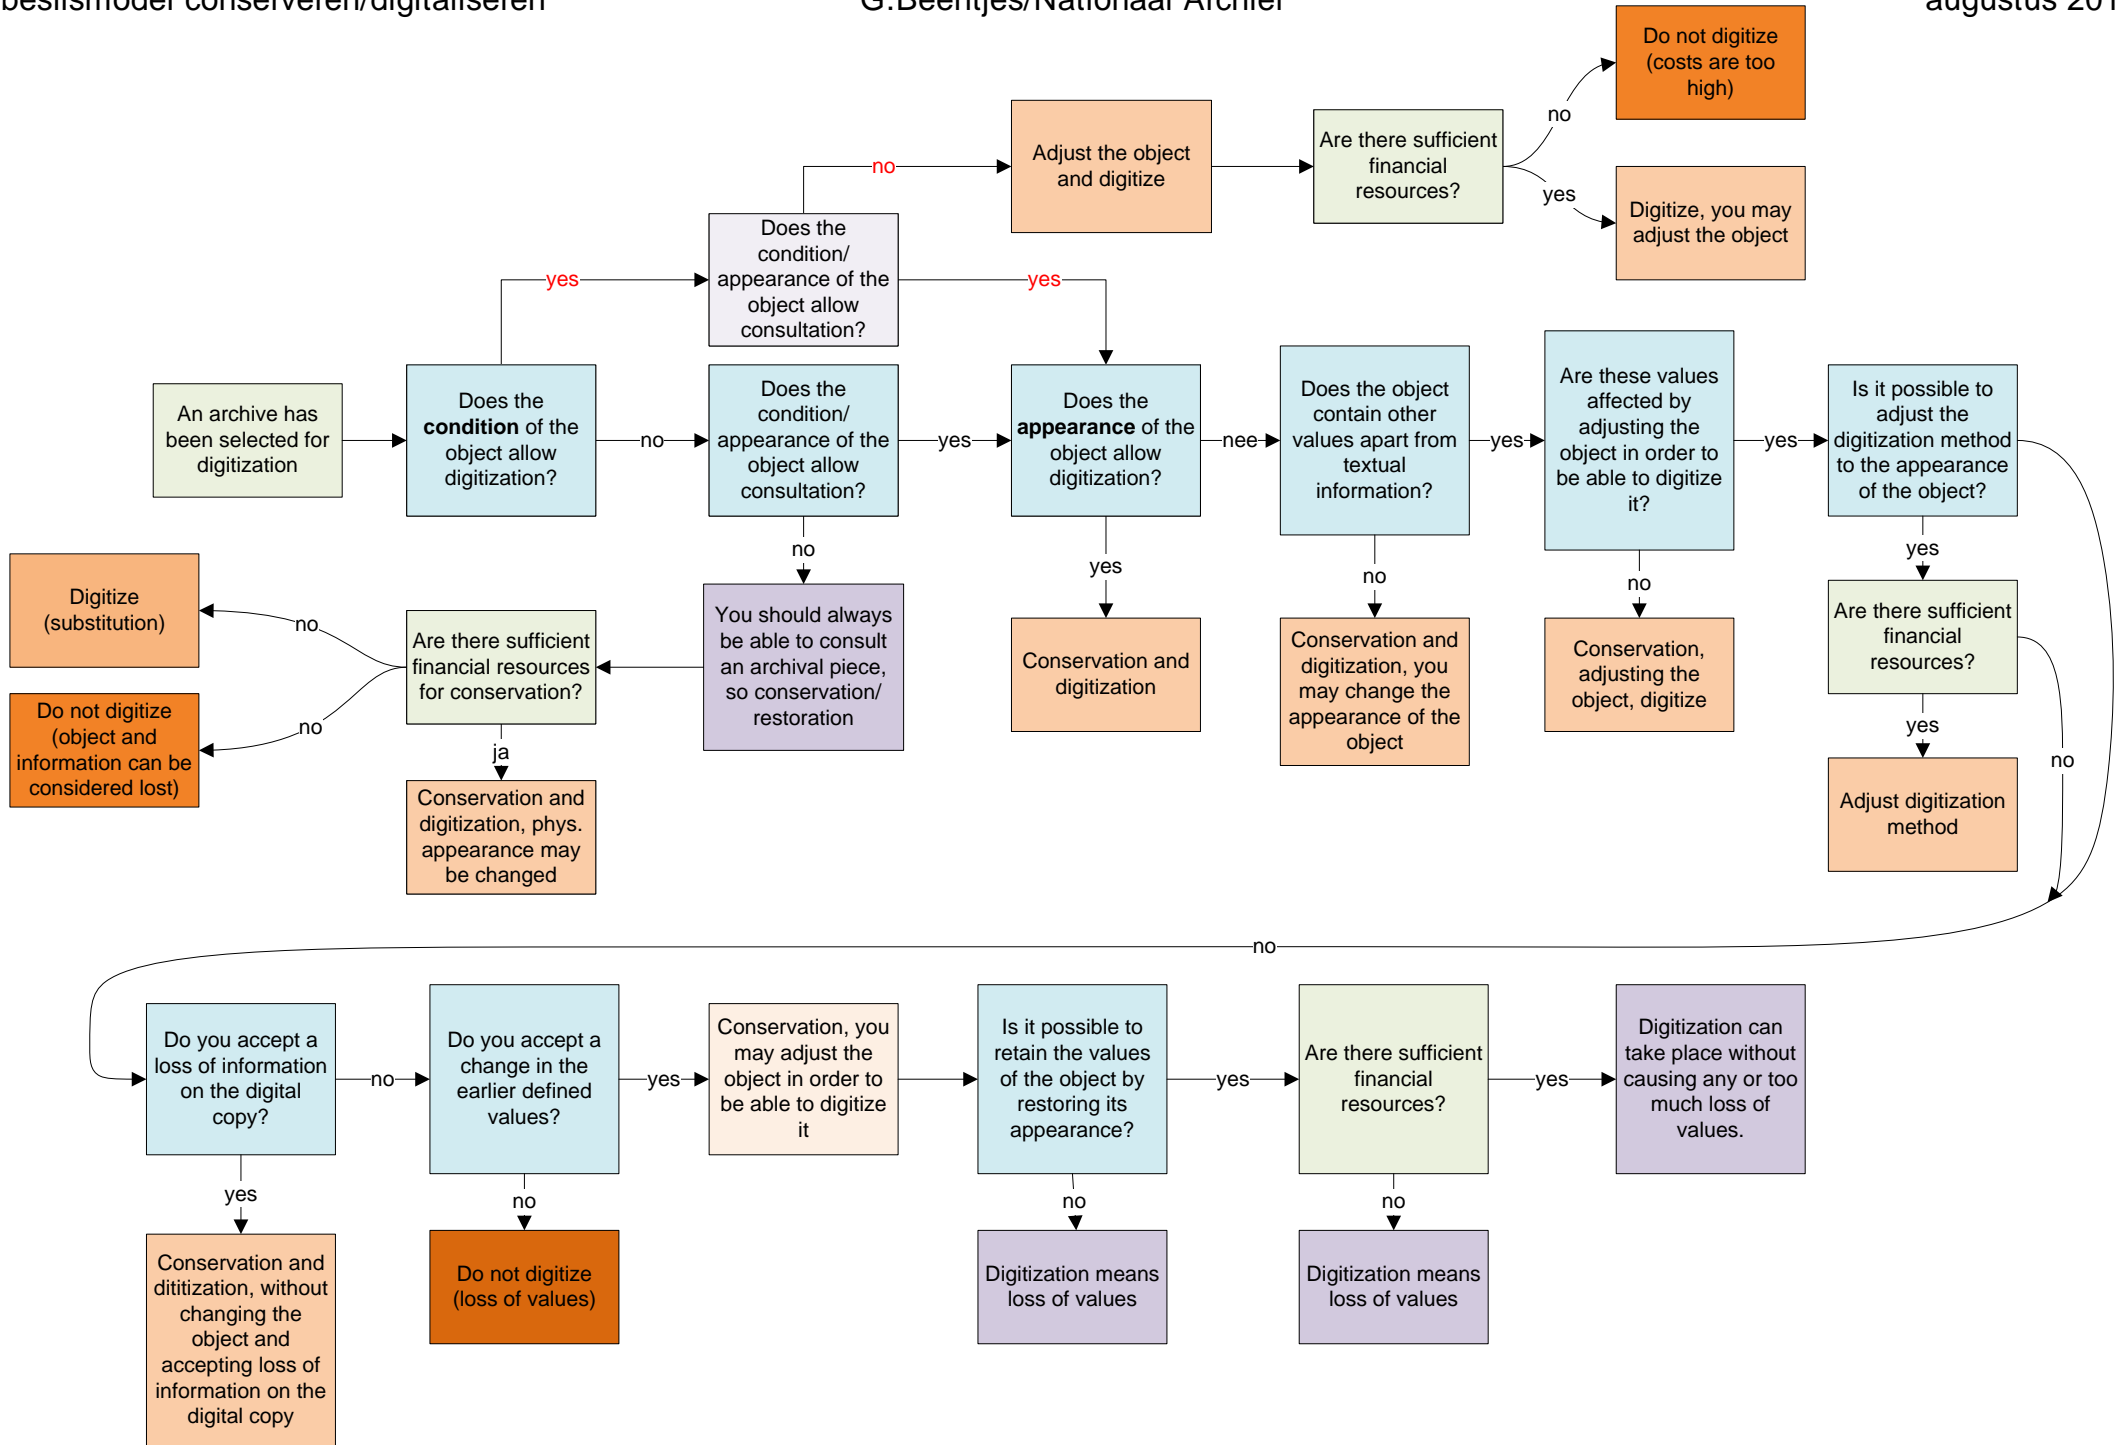 beslismodel conserveren/digitaliseren
G.Beentjes/Nationaal Archief
augustus 201
Do not digitize
(costs are too
high)
no
Adjust the object
and digitize
Are there sufficient
financial
resources?
yes
Digitize, you may
adjust the object
no
Does the
condition/
appearance of the
object allow
consultation?
yes
yes
An archive has
been selected for
digitization
Does the
condition of the
object allow
digitization?
no
Does the
condition/
appearance of the
object allow
consultation?
yes
Does the
appearance of the
object allow
digitization?
nee
Does the object
contain other
values apart from
textual
information?
yes
Are these values
affected by
adjusting the
object in order to
be able to digitize
it?
yes
Is it possible to
adjust the
digitization method
to the appearance
of the object?
no
yes
no
no
yes
Digitize
(substitution)
no
Do not digitize
(object and
information can be
considered lost)
no
Are there sufficient
financial resources
for conservation?
You should always
be able to consult
an archival piece,
so conservation/
restoration
Conservation and
digitization
Conservation and
digitization, you
may change the
appearance of the
object
Conservation,
adjusting the
object, digitize
Are there sufficient
financial
resources?
ja
yes
no
Conservation and
digitization, phys.
appearance may
be changed
Adjust digitization
method
no
Do you accept a
loss of information
on the digital
copy?
no
Do you accept a
change in the
earlier defined
values?
yes
Conservation, you
may adjust the
object in order to
be able to digitize
it
Is it possible to
retain the values
of the object by
restoring its
appearance?
yes
Are there sufficient
financial
resources?
yes
Digitization can
take place without
causing any or too
much loss of
values.
yes
no
no
no
Conservation and
dititization, without
changing the
object and
accepting loss of
information on the
digital copy
Do not digitize
(loss of values)
Digitization means
loss of values
Digitization means
loss of values